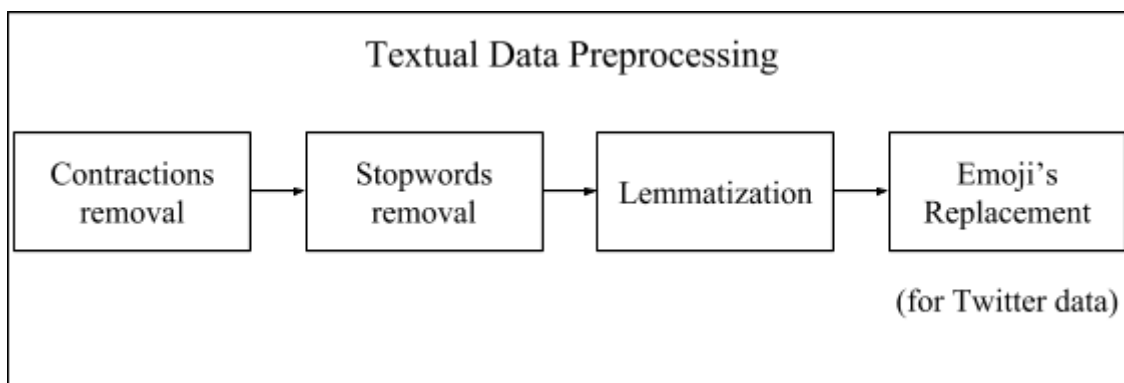 Textual Data Preprocessing
Contractions
removal
Stopwords
removal
Lemmatization
Emoji's
Replacement
(for Twitter data)